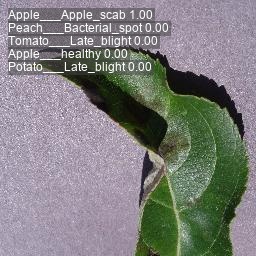 Apple___Apple_scab 1.00
Peach___Bacterial_spot 0.00
Tomato___Late_blight 0.00
Apple___healthy 0.00
Potato___Late_blight 0.00